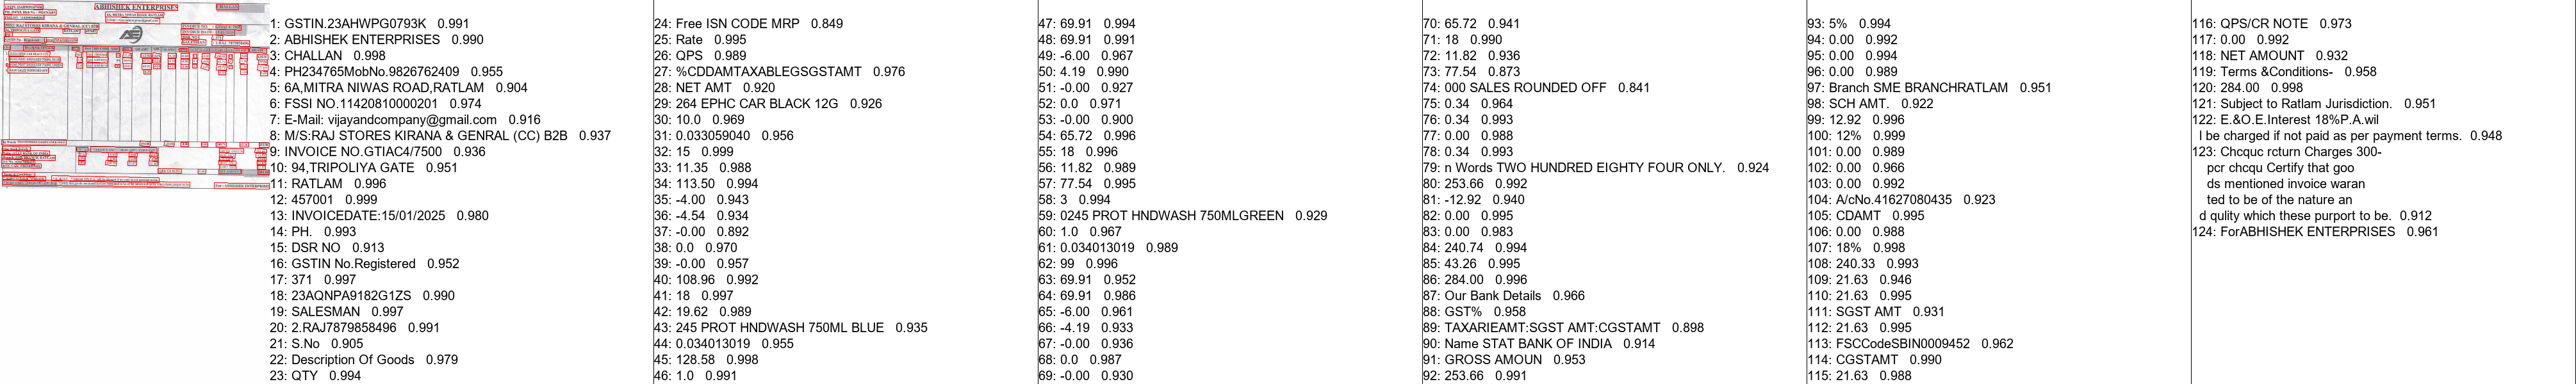 1: GSTIN.23AHWPG0793K 0.991
2: ABHISHEK ENTERPRISES 0.990
3: CHALLAN 0.998
4: PH234765MobNo.9826762409 0.955
5: 6A,MITRA NIWAS ROAD,RATLAM 0.904
6: FSSI NO.11420810000201 0.974
7: E-Mail: vijayandcompany@gmail.com 0.916
8: M/S:RAJ STORES KIRANA & GENRAL (CC) B2B 0.937
9: INVOICE NO.GTIAC4/7500 0.936
10: 94,TRIPOLIYA GATE 0.951
11: RATLAM 0.996
12: 457001 0.999
13: INVOICEDATE:15/01/2025 0.980
14: PH. 0.993
15: DSR NO 0.913
16: GSTIN No.Registered 0.952
17: 371 0.997
18: 23AQNPA9182G1ZS 0.990
19: SALESMAN 0.997
20: 2.RAJ7879858496 0.991
21: S.No 0.905
22: Description Of Goods 0.979
23: QTY 0.994
24: Free ISN CODE MRP 0.849
25: Rate 0.995
26: QPS 0.989
27: %CDDAMTAXABLEGSGSTAMT 0.976
28: NET AMT 0.920
29: 264 EPHC CAR BLACK 12G 0.926
30: 10.0 0.969
31: 0.033059040 0.956
32: 15 0.999
33: 11.35 0.988
34: 113.50 0.994
35: -4.00 0.943
36: -4.54 0.934
37: -0.00 0.892
38: 0.0 0.970
39: -0.00 0.957
40: 108.96 0.992
41: 18 0.997
42: 19.62 0.989
43: 245 PROT HNDWASH 750ML BLUE 0.935
44: 0.034013019 0.955
45: 128.58 0.998
46: 1.0 0.991
47: 69.91 0.994
48: 69.91 0.991
49: -6.00 0.967
50: 4.19 0.990
51: -0.00 0.927
52: 0.0 0.971
53: -0.00 0.900
54: 65.72 0.996
55: 18 0.996
56: 11.82 0.989
57: 77.54 0.995
58: 3 0.994
59: 0245 PROT HNDWASH 750MLGREEN 0.929
60: 1.0 0.967
61: 0.034013019 0.989
62: 99 0.996
63: 69.91 0.952
64: 69.91 0.986
65: -6.00 0.961
66: -4.19 0.933
67: -0.00 0.936
68: 0.0 0.987
69: -0.00 0.930
70: 65.72 0.941
71: 18 0.990
72: 11.82 0.936
73: 77.54 0.873
74: 000 SALES ROUNDED OFF 0.841
75: 0.34 0.964
76: 0.34 0.993
77: 0.00 0.988
78: 0.34 0.993
79: n Words TWO HUNDRED EIGHTY FOUR ONLY. 0.924
80: 253.66 0.992
81: -12.92 0.940
82: 0.00 0.995
83: 0.00 0.983
84: 240.74 0.994
85: 43.26 0.995
86: 284.00 0.996
87: Our Bank Details 0.966
88: GST% 0.958
89: TAXARIEAMT:SGST AMT:CGSTAMT 0.898
90: Name STAT BANK OF INDIA 0.914
91: GROSS AMOUN 0.953
92: 253.66 0.991
93: 5% 0.994
94: 0.00 0.992
95: 0.00 0.994
96: 0.00 0.989
97: Branch SME BRANCHRATLAM 0.951
98: SCH AMT. 0.922
99: 12.92 0.996
100: 12% 0.999
101: 0.00 0.989
102: 0.00 0.966
103: 0.00 0.992
104: A/cNo.41627080435 0.923
105: CDAMT 0.995
106: 0.00 0.988
107: 18% 0.998
108: 240.33 0.993
109: 21.63 0.946
110: 21.63 0.995
111: SGST AMT 0.931
112: 21.63 0.995
113: FSCCodeSBIN0009452 0.962
114: CGSTAMT 0.990
115: 21.63 0.988
116: QPS/CR NOTE 0.973
117: 0.00 0.992
118: NET AMOUNT 0.932
119: Terms &Conditions- 0.958
120: 284.00 0.998
121: Subject to Ratlam Jurisdiction. 0.951
122: E.&O.E.Interest 18%P.A.wil
l be charged if not paid as per payment terms. 0.948
123: Chcquc rcturn Charges 300-
pcr chcqu Certify that goo
ds mentioned invoice waran
ted to be of the nature an
d qulity which these purport to be. 0.912
124: ForABHISHEK ENTERPRISES 0.961